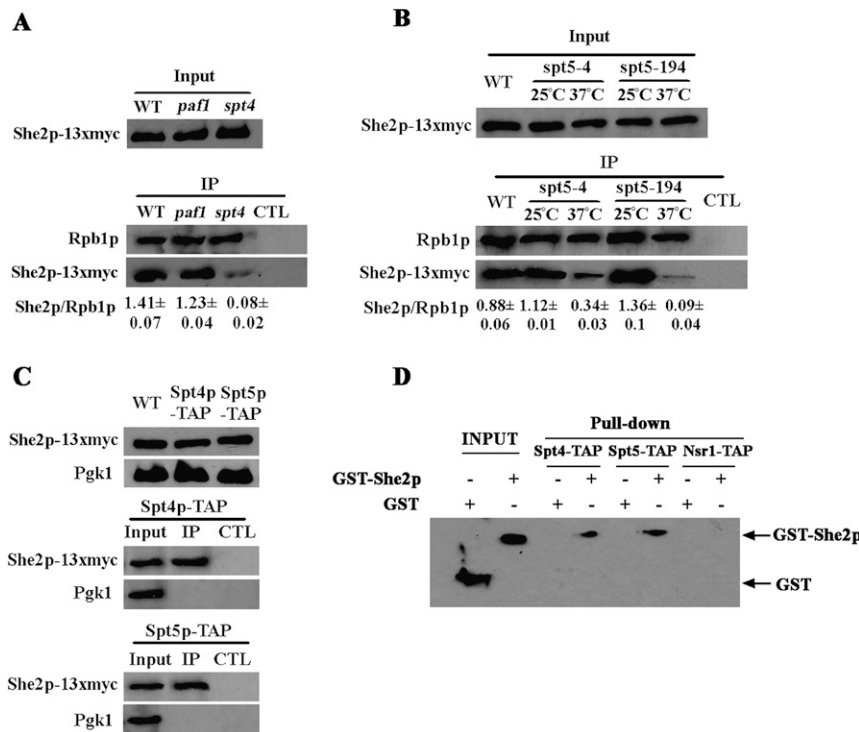 A
Input
WT paf1 spt4
She2p-13xmyc
IP
WT paf1 spt4 CTL
Rpb1p
She2p-13xmyc
She2p/Rpb1p 1.41± 1.23± 0.08±
0.07 0.04 0.02
B
Input
WT spt5-4 spt5-194
25°C 37°C 25°C 37°C
She2p-13xmyc
IP
WT spt5-4 spt5-194 CTL
25°C 37°C 25°C 37°C
Rpb1p
She2p-13xmyc
She2p/Rpb1p 0.88± 1.12± 0.34± 1.36± 0.09±
0.06 0.01 0.03 0.1 0.04
C
WT Spt4p Spt5p
-TAP -TAP
She2p-13xmyc
Pgk1
Spt4p-TAP
Input IP CTL
She2p-13xmyc
Pgk1
Spt5p-TAP
Input IP CTL
She2p-13xmyc
Pgk1
D
Pull-down
INPUT Spt4-TAP Spt5-TAP Nsr1-TAP
GST-She2p - + - + - + - +
GST + - + - + - + -
GST-She2p
GST